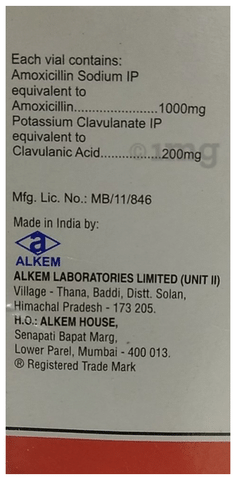 Each vial contains:
Amoxicillin Sodium IP
equivalent to
Amoxicillin........................1000mg
Potassium Clavulanate IP
equivalent to
Clavulanic Acid..................200mg
1mg
Mfg. Lic. No.: MB/11/846
Made in India by:
a
ALKEM
ALKEM LABORATORIES LIMITED (UNIT II)
Village - Thana, Baddi, Distt. Solan,
Himachal Pradesh - 173 205.
H.O.: ALKEM HOUSE,
Senapati Bapat Marg,
Lower Parel, Mumbai - 400 013.
® Registered Trade Mark